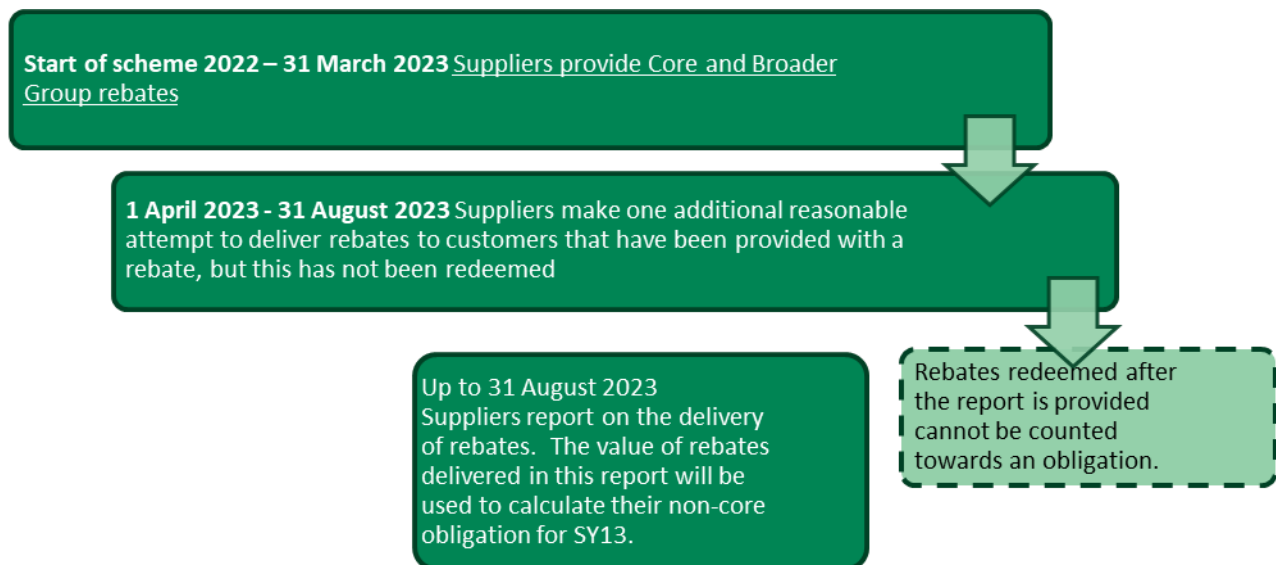 Start of scheme 2022 – 31 March 2023 Suppliers provide Core and Broader
Group rebates
1 April 2023 - 31 August 2023 Suppliers make one additional reasonable
attempt to deliver rebates to customers that have been provided with a
rebate, but this has not been redeemed
Up to 31 August 2023
Suppliers report on the delivery
of rebates.  The value of rebates
delivered in this report will be
used to calculate their non-core
obligation for SY13.
Rebates redeemed after
the report is provided
cannot be counted
towards an obligation.